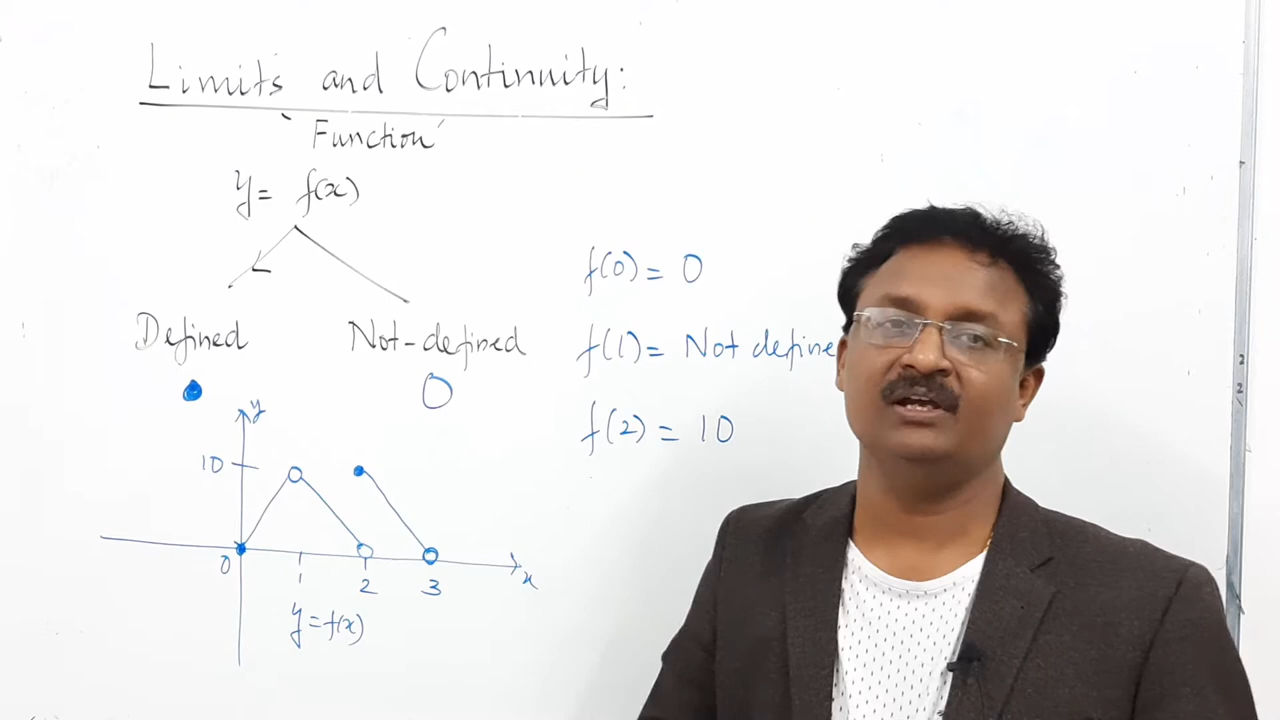 Limits and Continuity:
'Function'
y = f(x)
Defined
Not-defined
f(0) = 0
f(1) = Not define
f(2) = 10
y
10
0
1
2
3
x
y = f(x)